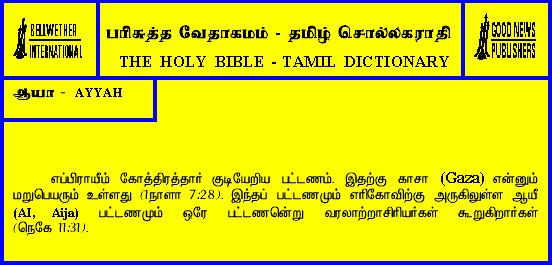 BELLWETHER
INTERNATIONAL
பரிசுத்த வேதாகமம் - தமிழ் சொல்லகராதி
THE HOLY BIBLE - TAMIL DICTIONARY
GOOD NEWS
PUBLISHERS
ஆயா - AYYAH
எப்பிராயீம் கோத்திரத்தார் குடியேறிய பட்டணம். இதற்கு காசா (Gaza) என்னும்
மறுபெயரும் உள்ளது (1நாளா 7:28). இந்தப் பட்டணமும் எரிகோவிற்கு அருகிலுள்ள ஆயீ
(AI, Aija) பட்டணமும் ஒரே பட்டணமென்று வரலாற்றாசிரியர்கள் கூறுகிறார்கள்
(நெகே 11:31).